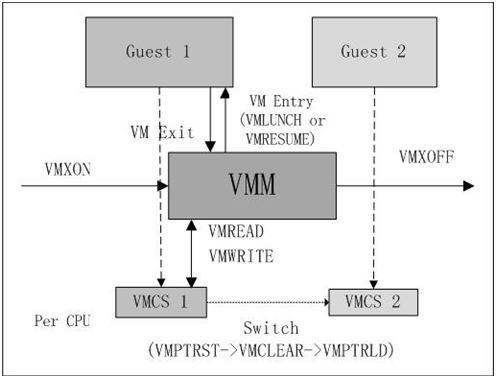 Guest 1
Guest 2
VM Entry
(VMLUNCH or
VMRESUME)
VM Exit
VMXON
VMM
VMXOFF
VMREAD
VMWRITE
VMCS 1
VMCS 2
Per CPU
Switch
(VMPTRST->VMCLEAR->VMPTRLD)